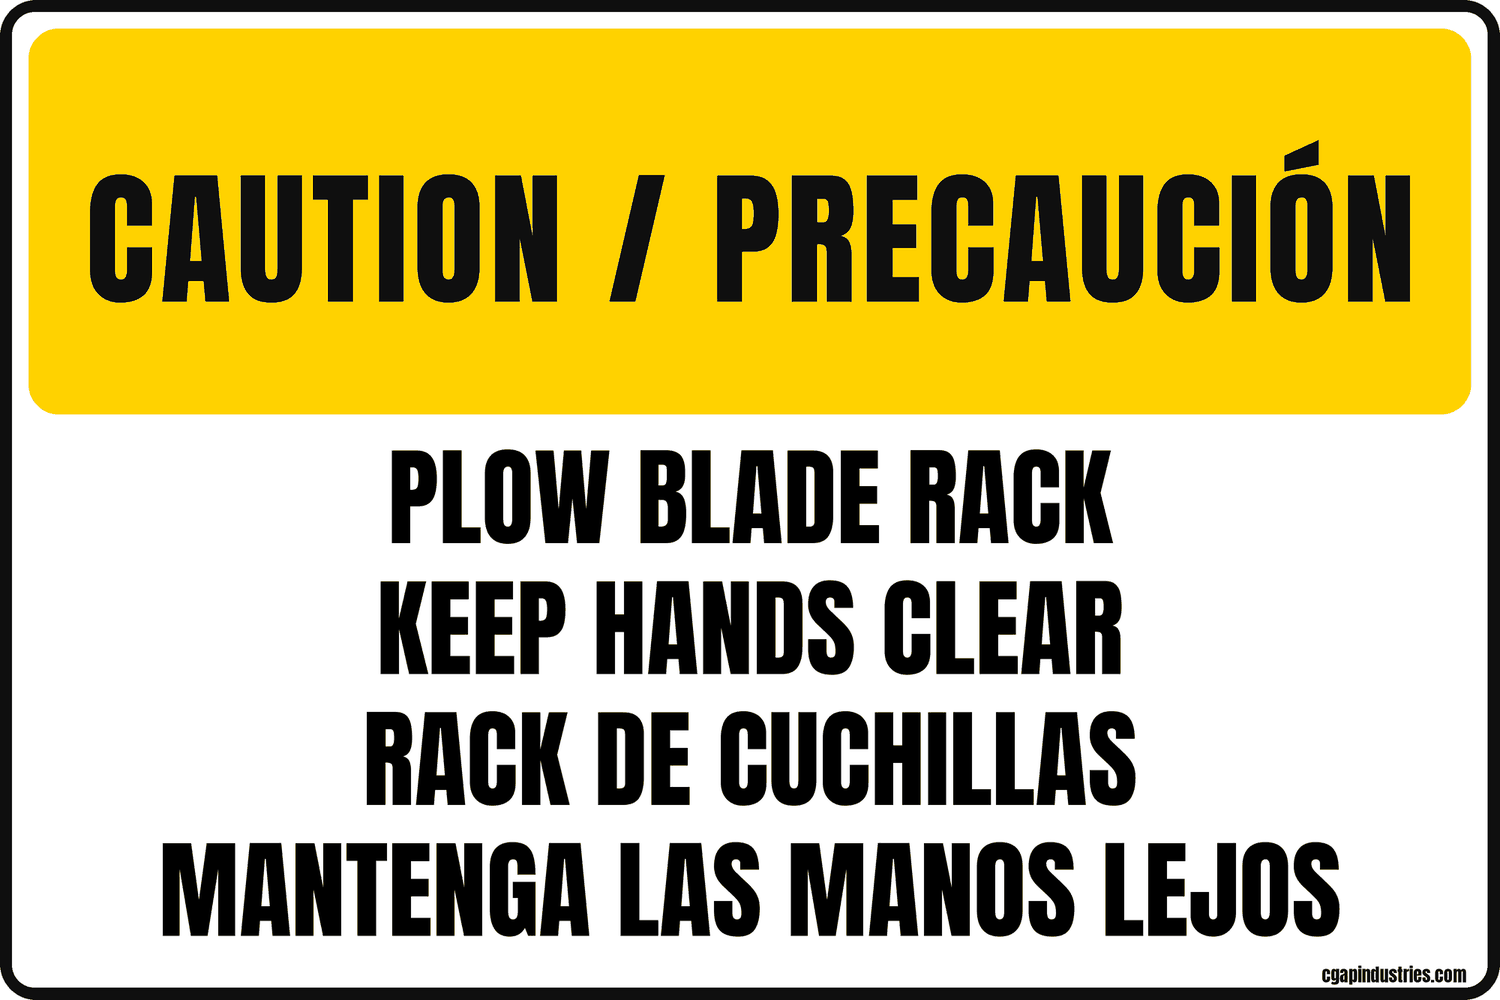 CAUTION / PRECAUCIÓN
PLOW BLADE RACK
KEEP HANDS CLEAR
RACK DE CUCHILLAS
MANTENGA LAS MANOS LEJOS
cgapindustries.com